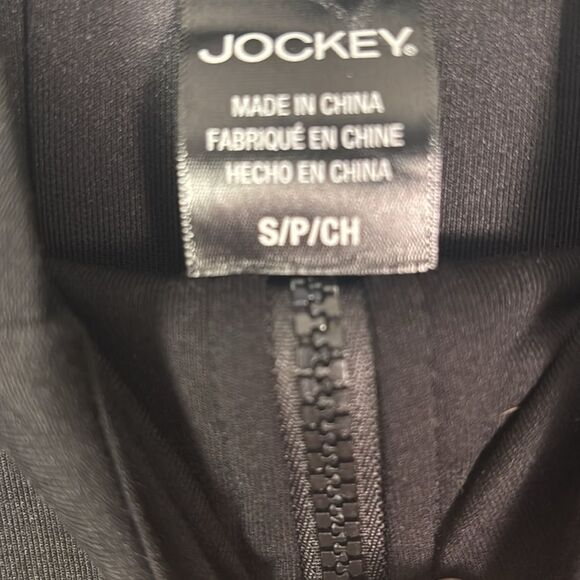 JOCKEY®
MADE IN CHINA
FABRIQUÉ EN CHINE
HECHO EN CHINA
S/P/CH